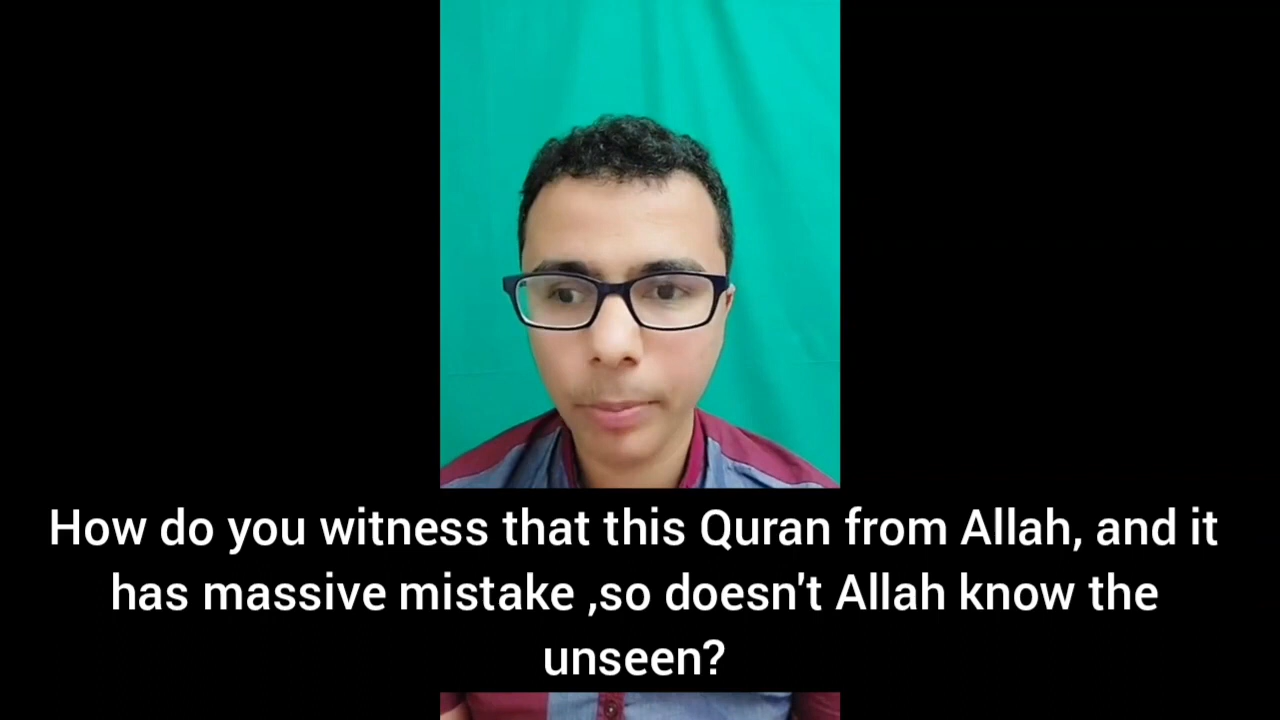 How do you witness that this Quran from Allah, and it
has massive mistake ,so doesn't Allah know the
unseen?